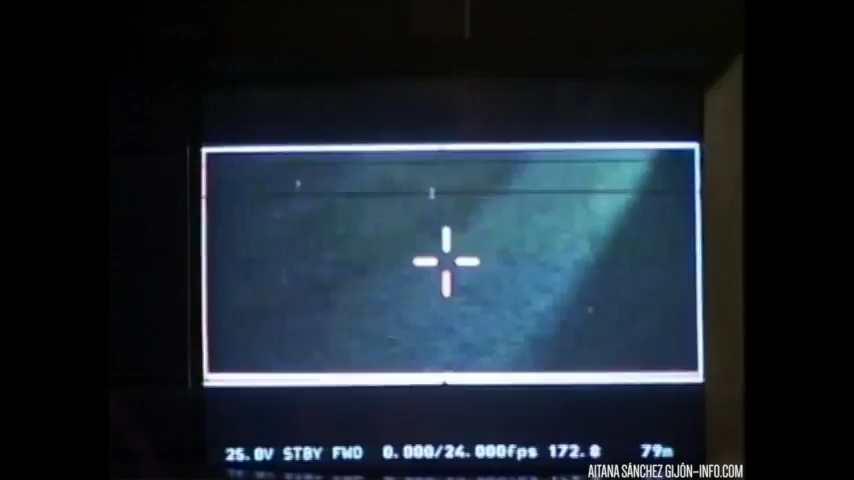 25.0V STBY FWD 0.000/24.000fps 172.8 79m
AITANA SÁNCHEZ GIJÓN-INFO.COM